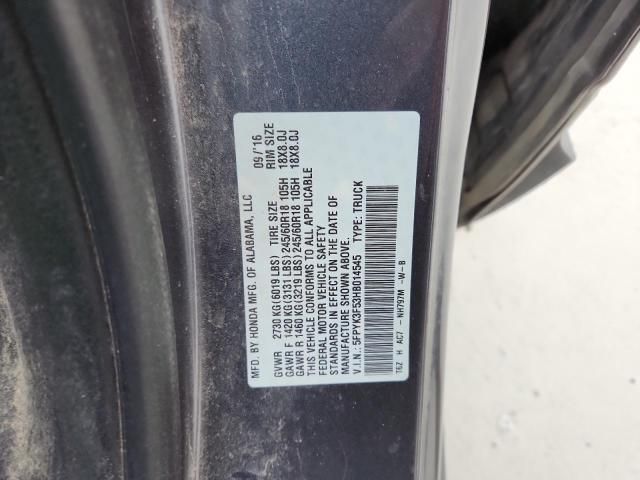 MFD. BY HONDA MFG. OF ALABAMA, LLC 09/'16
GVWR 2730 KG(6019 LBS) TIRE SIZE RIM SIZE
GAWR F 1420 KG(3131 LBS) 245/60R18 105H 18X8.0J
GAWR R 1460 KG(3219 LBS) 245/60R18 105H 18X8.0J
THIS VEHICLE CONFORMS TO ALL APPLICABLE
FEDERAL MOTOR VEHICLE SAFETY
STANDARDS IN EFFECT ON THE DATE OF
MANUFACTURE SHOWN ABOVE.
V.I.N.: 5FPYK3F53HB014545 TYPE: TRUCK
T6Z H AC7 - NH797M -W-B